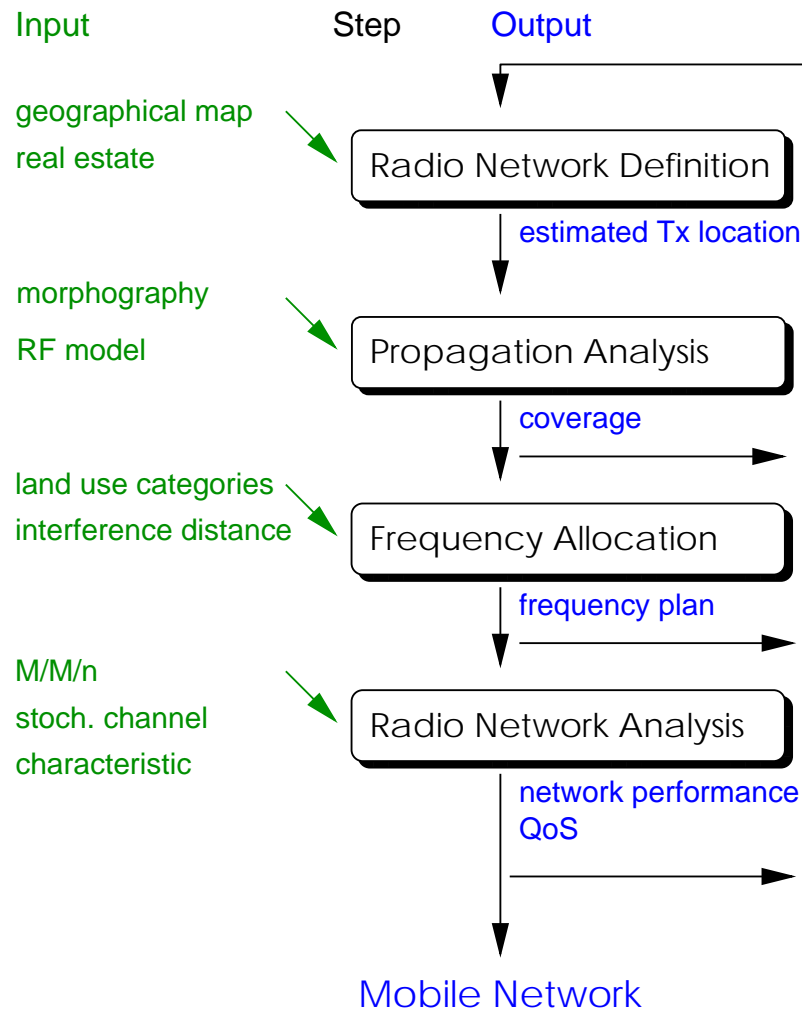 Input
Step
Output
geographical map
real estate
Radio Network Definition
estimated Tx location
morphography
RF model
Propagation Analysis
coverage
land use categories
interference distance
Frequency Allocation
frequency plan
M/M/n
stoch. channel
characteristic
Radio Network Analysis
network performance
QoS
Mobile Network